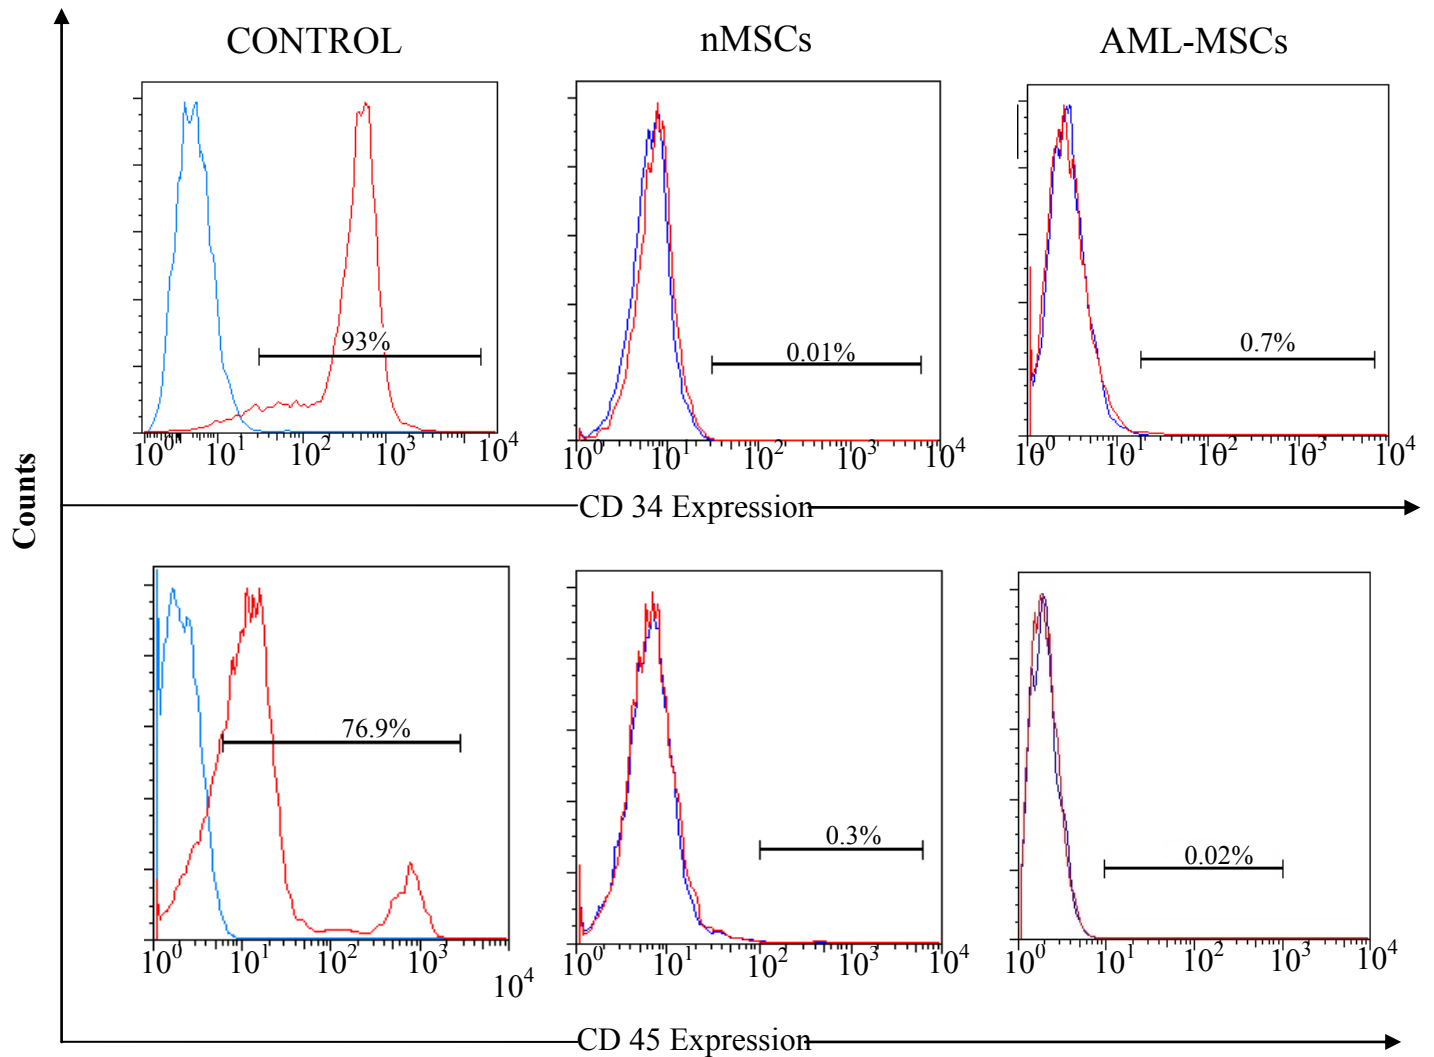 CONTROL nMSCs AML-MSCs
93% 0.01% 0.7%
10⁰ 10¹ 10² 10³ 10⁴ 10⁰ 10¹ 10² 10³ 10⁴ 10⁰ 10¹ 10² 10³ 10⁴
Counts
CD 34 Expression
76.9% 0.3% 0.02%
10⁰ 10¹ 10² 10³ 10⁴ 10⁰ 10¹ 10² 10³ 10⁴ 10⁰ 10¹ 10² 10³ 10⁴
CD 45 Expression